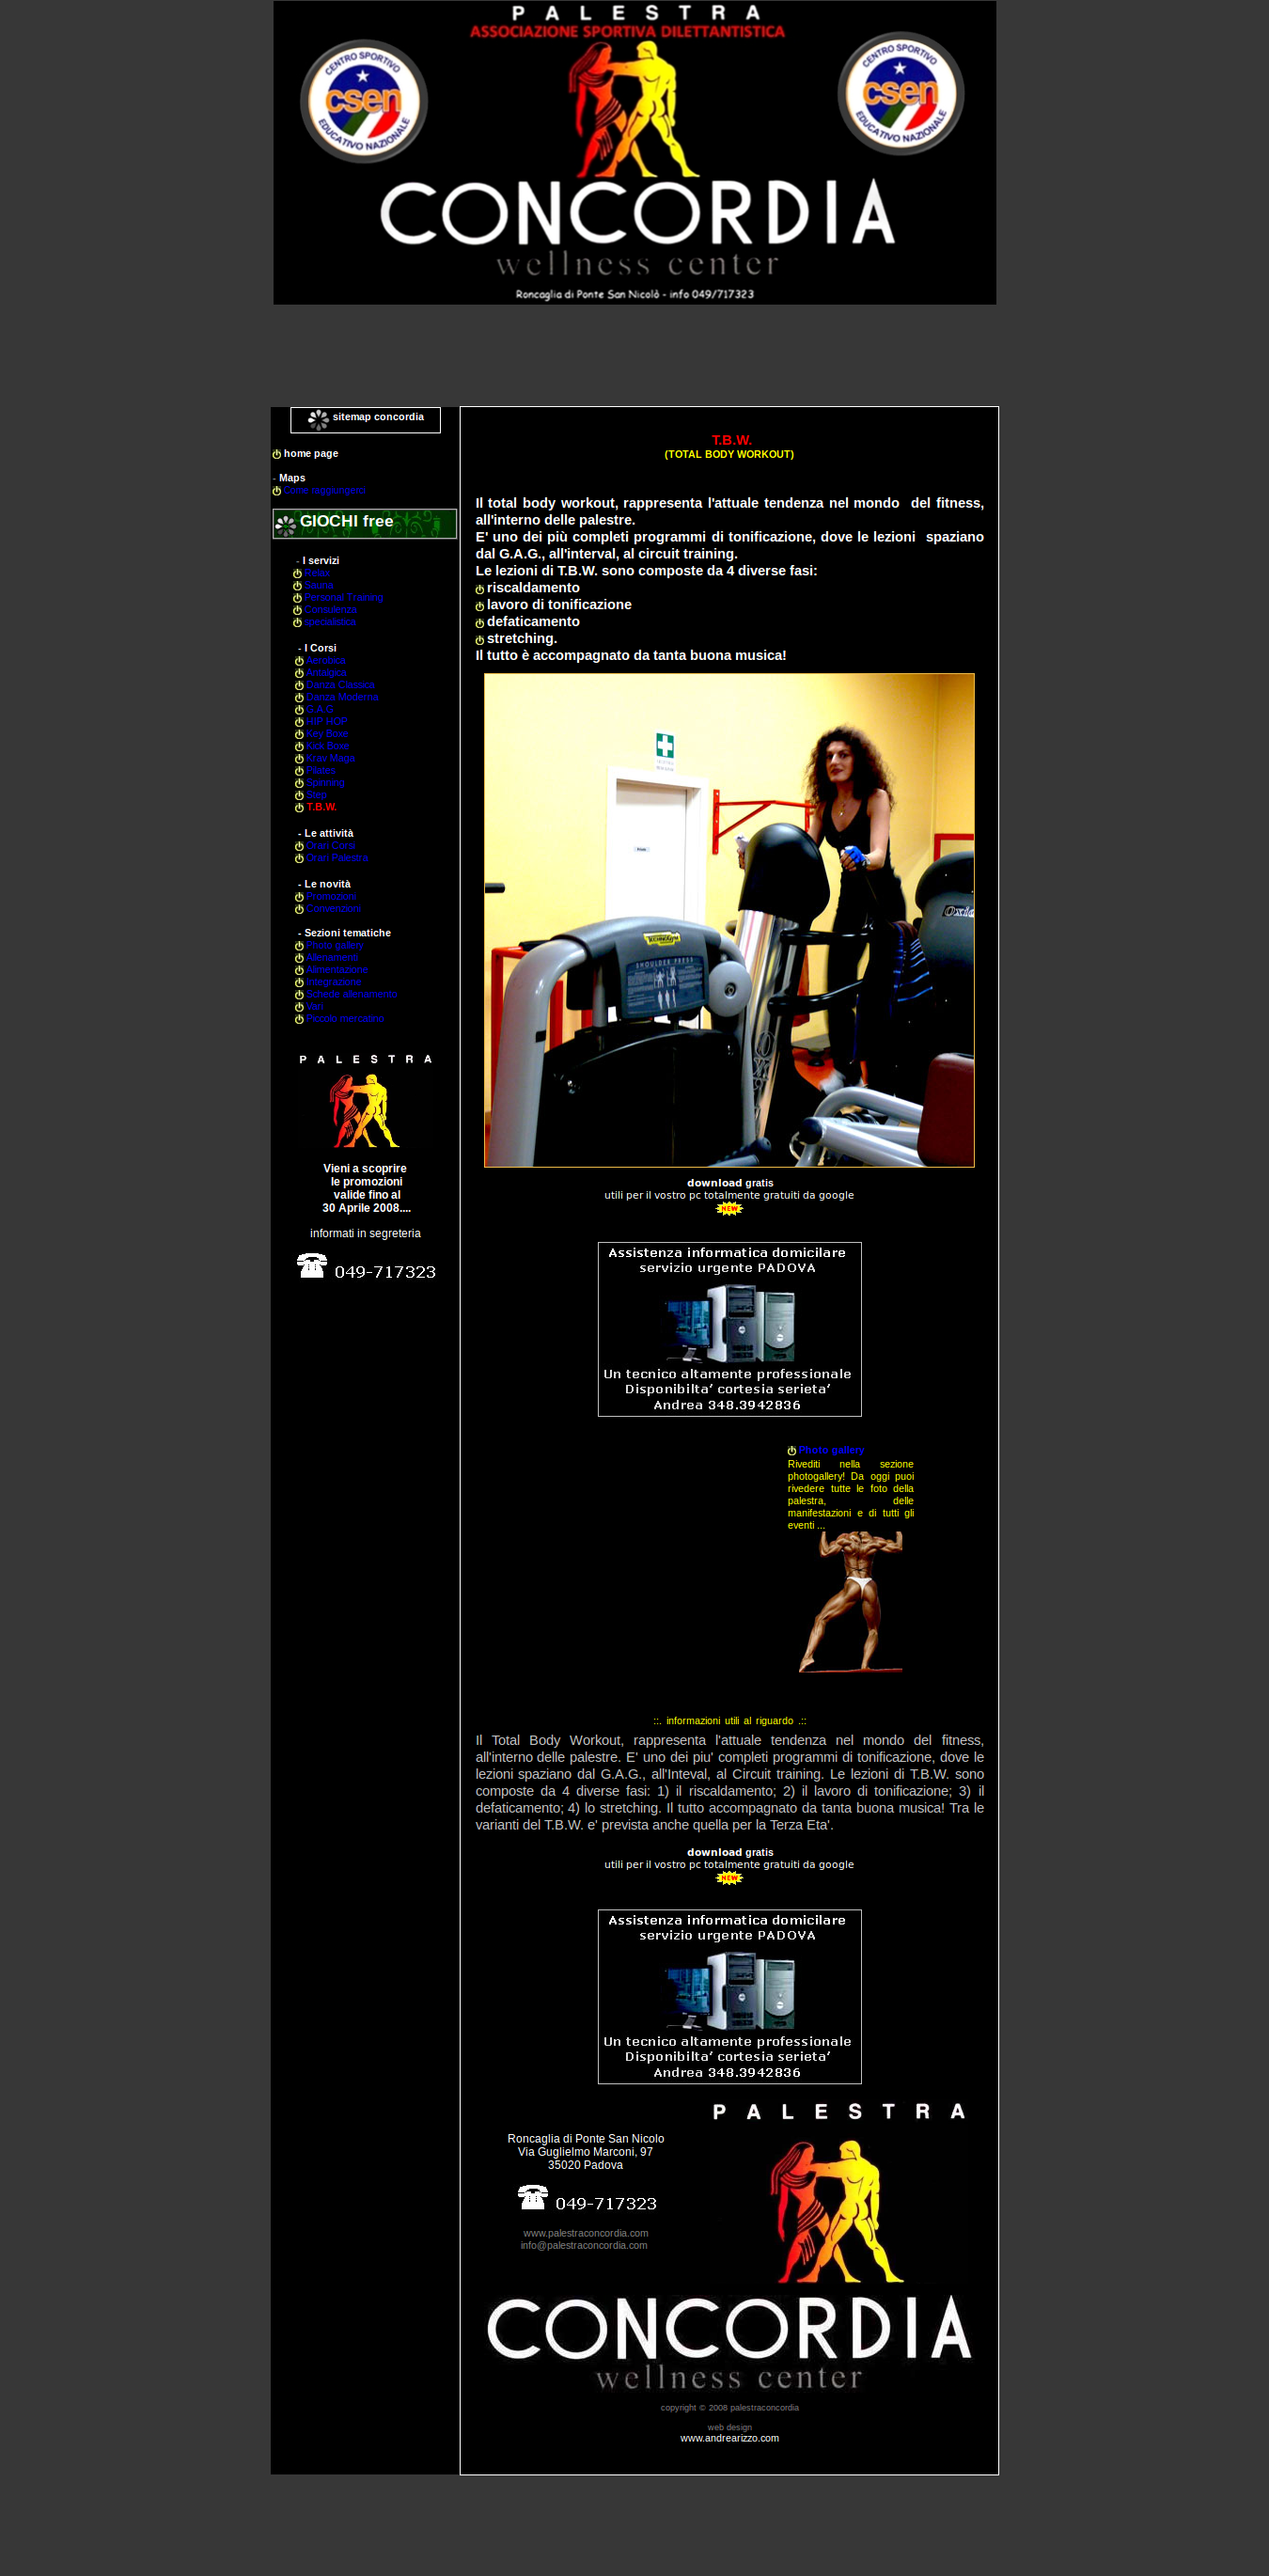 PALESTRA
ASSOCIAZIONE SPORTIVA DILETTANTISTICA
CENTRO SPORTIVO
csen
EDUCATIVO NAZIONALE
CENTRO SPORTIVO
csen
EDUCATIVO NAZIONALE
CONCORDIA
wellness center
Roncaglia di Ponte San Nicolò - info 049/717323
sitemap concordia
home page
- Maps
Come raggiungerci
GIOCHI free
- I servizi
Relax
Sauna
Personal Training
Consulenza
specialistica
- I Corsi
Aerobica
Antalgica
Danza Classica
Danza Moderna
G.A.G
HIP HOP
Key Boxe
Kick Boxe
Krav Maga
Pilates
Spinning
Step
T.B.W.
- Le attività
Orari Corsi
Orari Palestra
- Le novità
Promozioni
Convenzioni
- Sezioni tematiche
Photo gallery
Allenamenti
Alimentazione
Integrazione
Schede allenamento
Vari
Piccolo mercatino
PALESTRA
Vieni a scoprire
le promozioni
valide fino al
30 Aprile 2008....
informati in segreteria
049-717323
T.B.W.
(TOTAL BODY WORKOUT)
Il total body workout, rappresenta l'attuale tendenza nel mondo del fitness,
all'interno delle palestre.
E' uno dei più completi programmi di tonificazione, dove le lezioni spaziano
dal G.A.G., all'interval, al circuit training.
Le lezioni di T.B.W. sono composte da 4 diverse fasi:
riscaldamento
lavoro di tonificazione
defaticamento
stretching.
Il tutto è accompagnato da tanta buona musica!
TECHNOGYM
SHOULDER PRESS
download gratis
utili per il vostro pc totalmente gratuiti da google
NEW
Assistenza informatica domicilare
servizio urgente PADOVA
Un tecnico altamente professionale
Disponibilta' cortesia serieta'
Andrea 348.3942836
Photo gallery
Rivediti nella sezione
photogallery! Da oggi puoi
rivedere tutte le foto della
palestra, delle
manifestazioni e di tutti gli
eventi ...
::. informazioni utili al riguardo .::
Il Total Body Workout, rappresenta l'attuale tendenza nel mondo del fitness,
all'interno delle palestre. E' uno dei piu' completi programmi di tonificazione, dove le
lezioni spaziano dal G.A.G., all'Inteval, al Circuit training. Le lezioni di T.B.W. sono
composte da 4 diverse fasi: 1) il riscaldamento; 2) il lavoro di tonificazione; 3) il
defaticamento; 4) lo stretching. Il tutto accompagnato da tanta buona musica! Tra le
varianti del T.B.W. e' prevista anche quella per la Terza Eta'.
download gratis
utili per il vostro pc totalmente gratuiti da google
NEW
Assistenza informatica domicilare
servizio urgente PADOVA
Un tecnico altamente professionale
Disponibilta' cortesia serieta'
Andrea 348.3942836
PALESTRA
Roncaglia di Ponte San Nicolo
Via Guglielmo Marconi, 97
35020 Padova
049-717323
www.palestraconcordia.com
info@palestraconcordia.com
CONCORDIA
wellness center
copyright © 2008 palestraconcordia
web design
www.andrearizzo.com